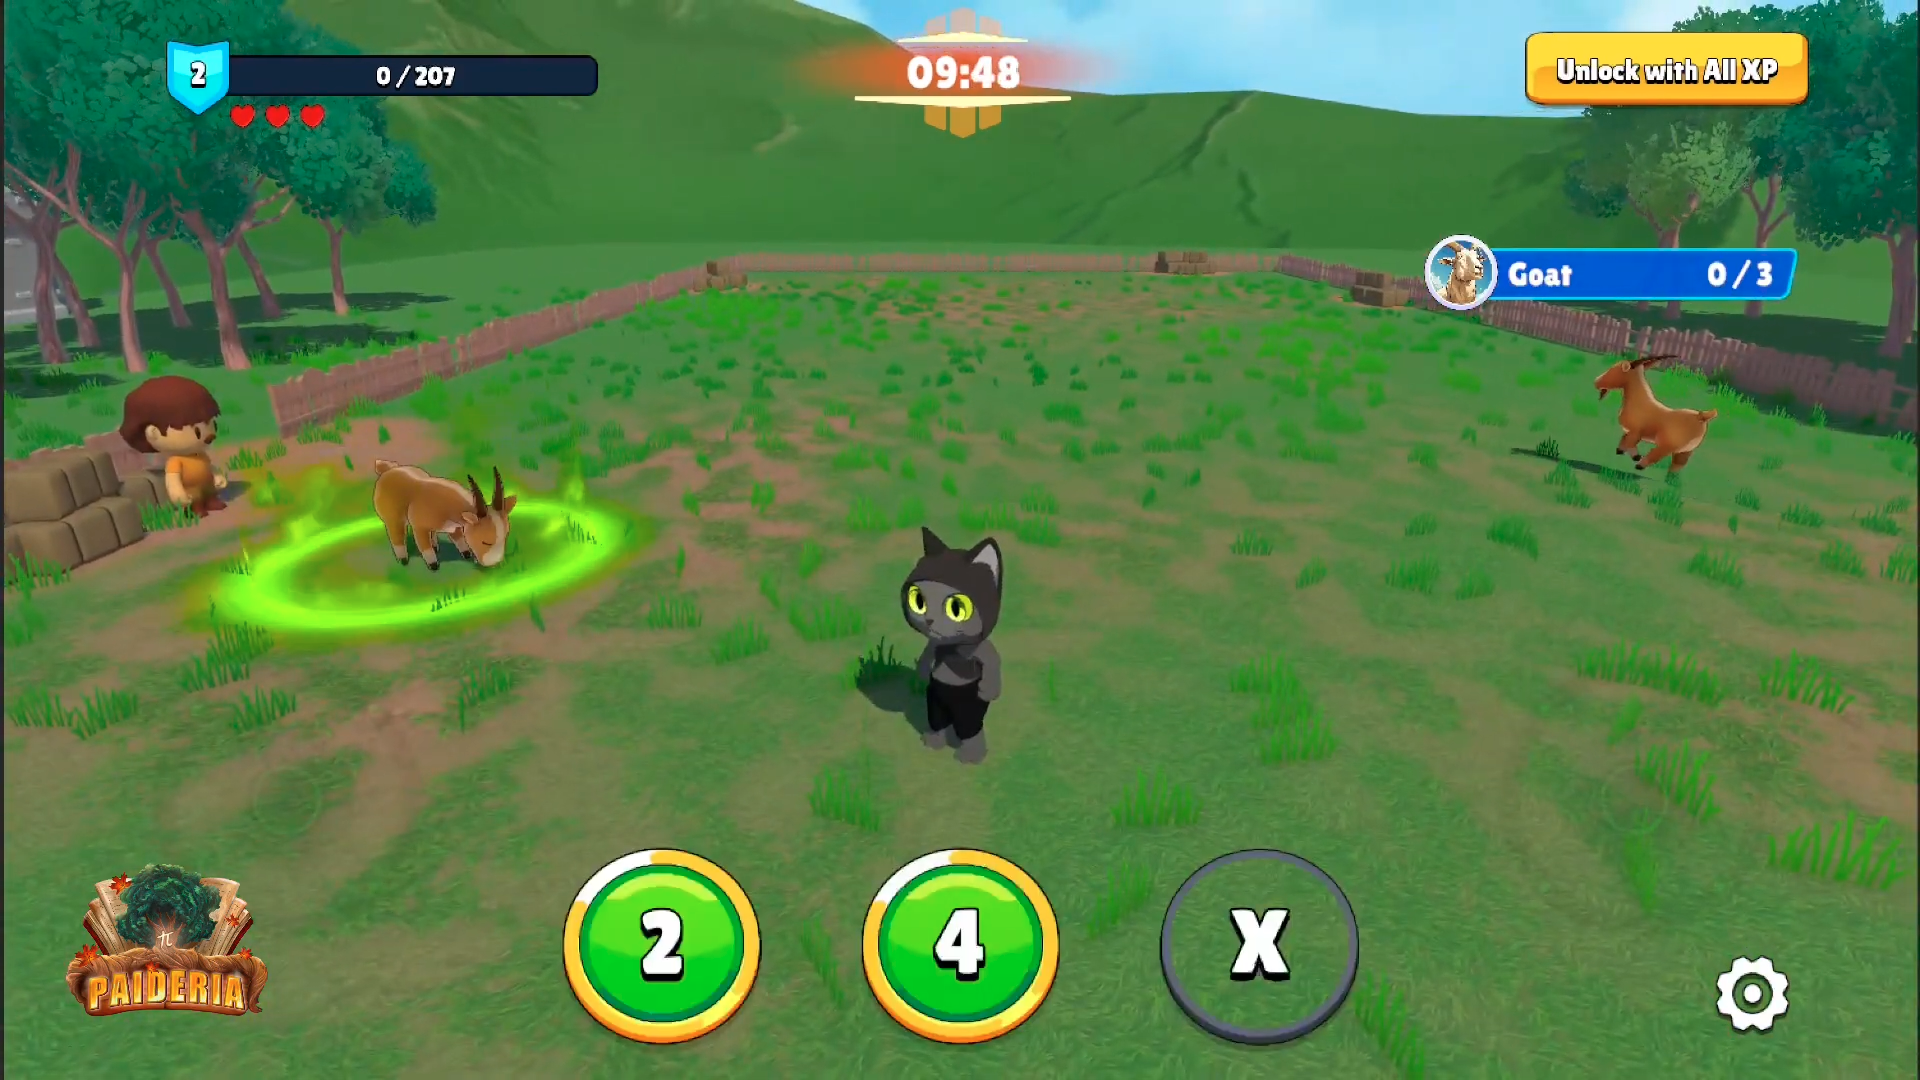 2
0 / 207
09:48
Unlock with All XP
Goat
0 / 3
π
PAIDERIA
2
4
X